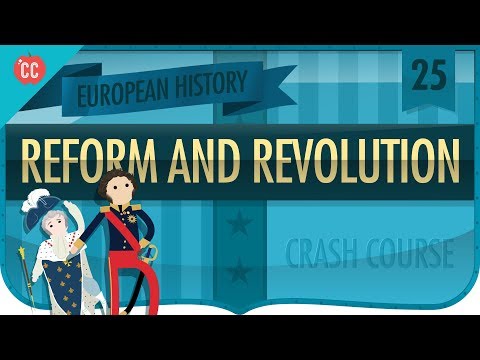 CC
EUROPEAN HISTORY
25
REFORM AND REVOLUTION
CRASH COURSE